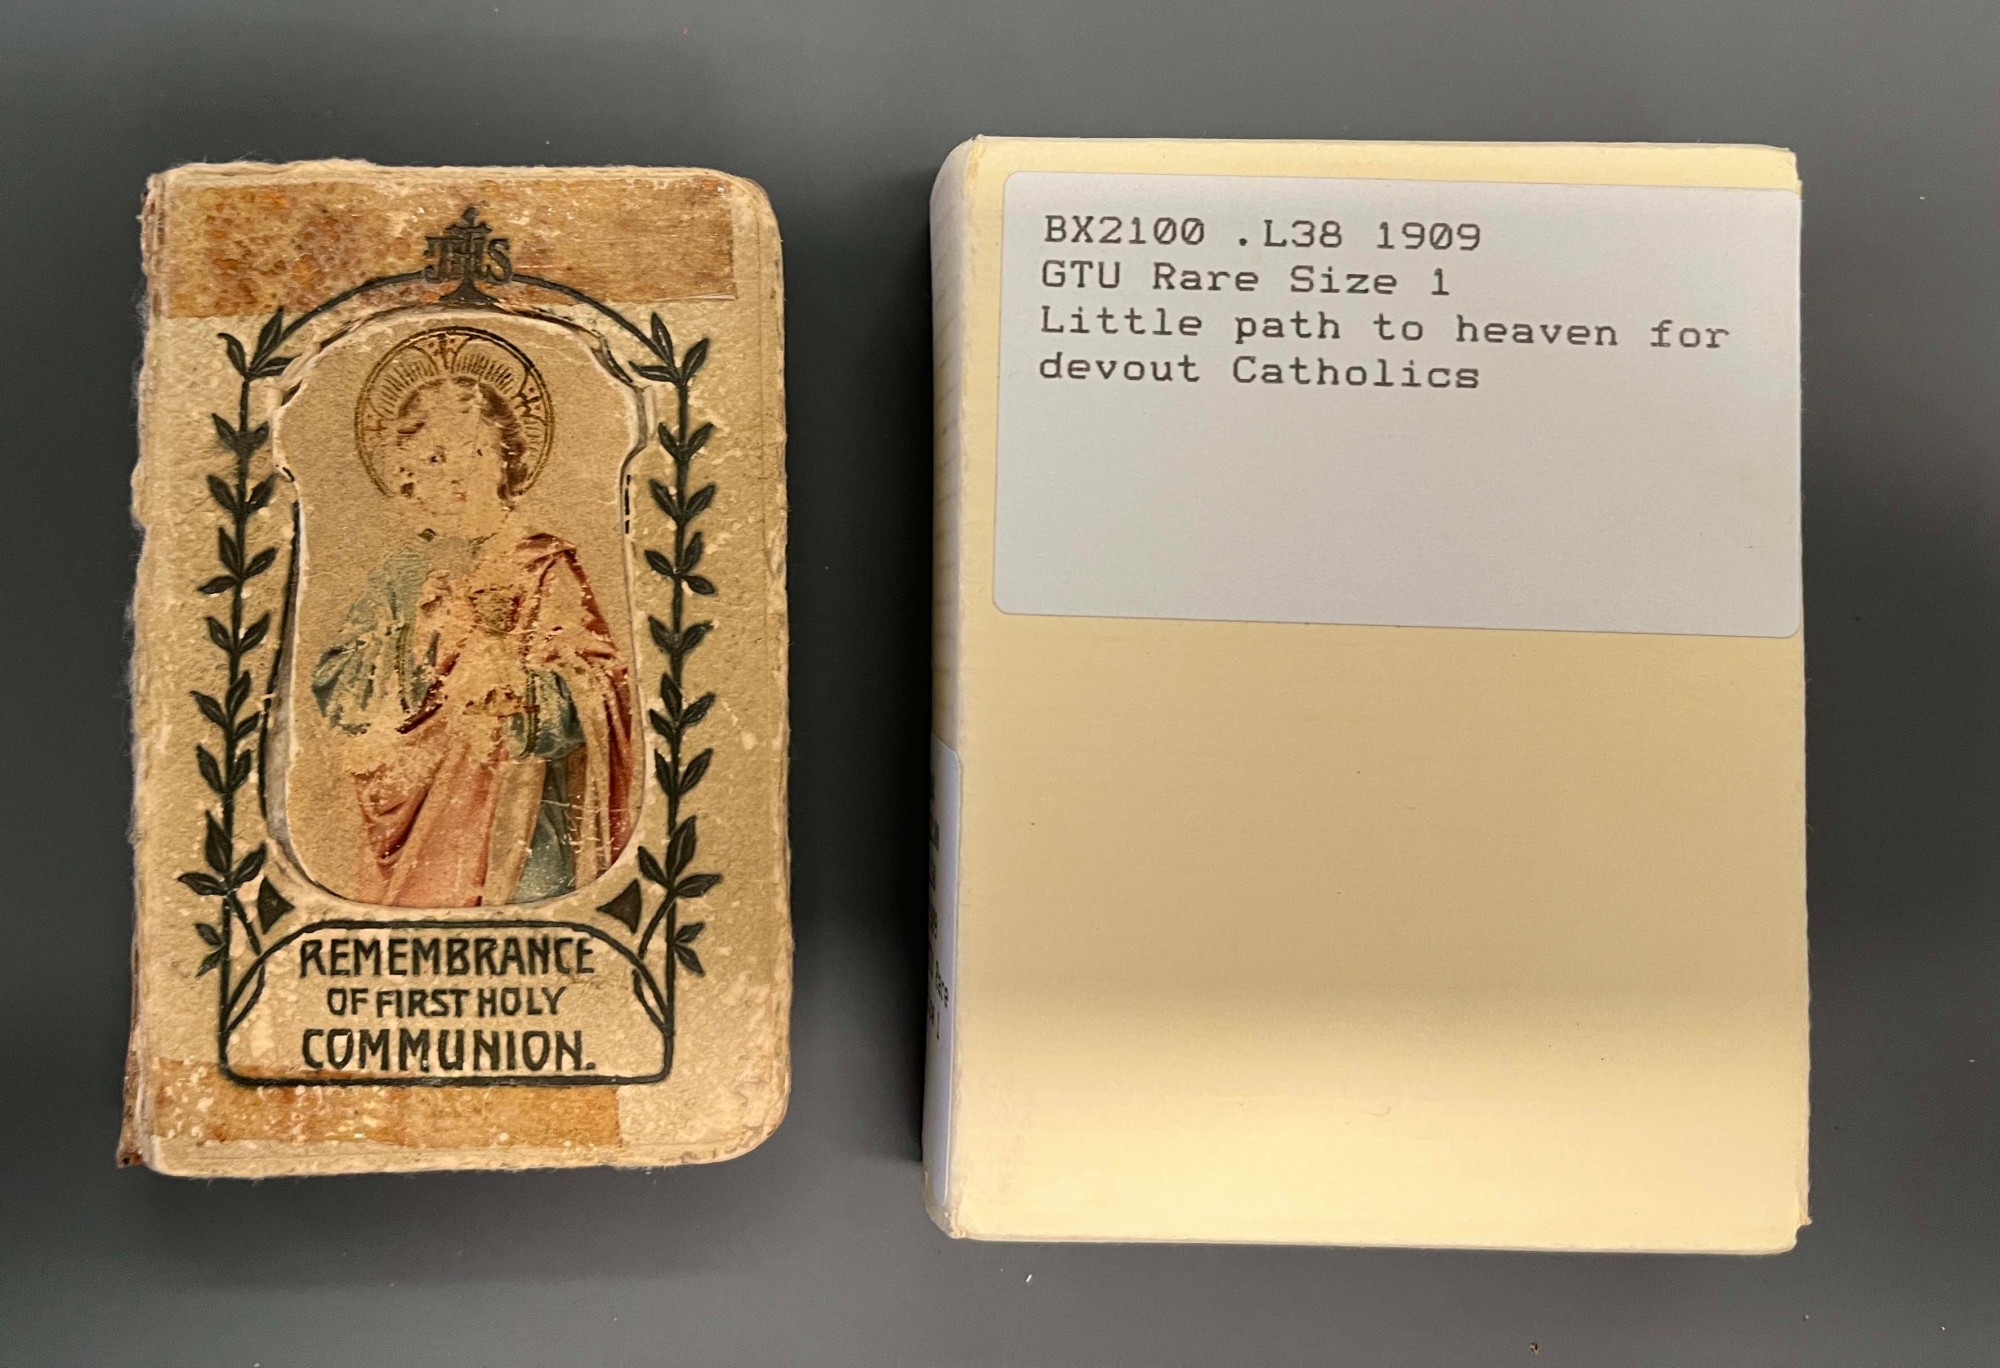 JHS
REMEMBRANCE
OF FIRST HOLY
COMMUNION.
BX2100 .L38 1909
GTU Rare Size 1
Little path to heaven for
devout Catholics